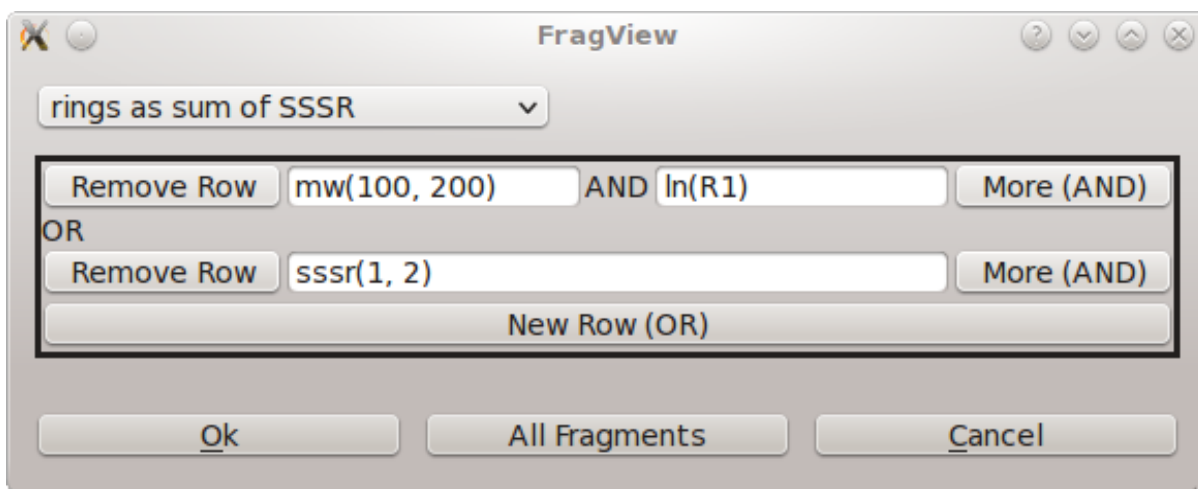 FragView
rings as sum of SSSR
Remove Row mw(100, 200) AND ln(R1) More (AND)
OR
Remove Row sssr(1, 2) More (AND)
New Row (OR)
Ok All Fragments Cancel